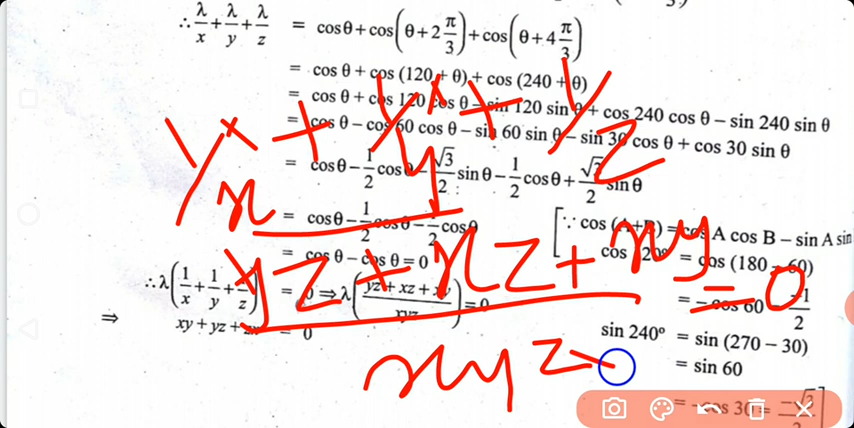 ∴ λ/x + λ/y + λ/z = cosθ + cos(θ + 2π/3) + cos(θ + 4π/3)
= cos θ + cos (120 + θ) + cos (240 + θ)
= cos θ + cos 120 cos θ − sin 120 sin θ + cos 240 cos θ − sin 240 sin θ
= cos θ − cos 60 cos θ − sin 60 sin θ − sin 30 cos θ + cos 30 sin θ
= cosθ − 1/2 cosθ − √3/2 sinθ − 1/2 cosθ + √3/2 sinθ
= cosθ − 1/2 cosθ − 1/2 cosθ
[∵ cos (A+B) = cos A cos B − sin A sin
= cos θ − cos θ = 0
cos 120° = cos (180 − 60)
∴ λ(1/x + 1/y + 1/z) = 0 ⇒ λ(yz + xz + x/xyz) = 0
= − cos 60 −1/2
⇒ xy + yz + zx = 0
sin 240° = sin (270 − 30)
= sin 60
= −cos 30 = −√3/2]
1/x + 1/y + 1/z
x y
yz + xz + xy = 0
xyz